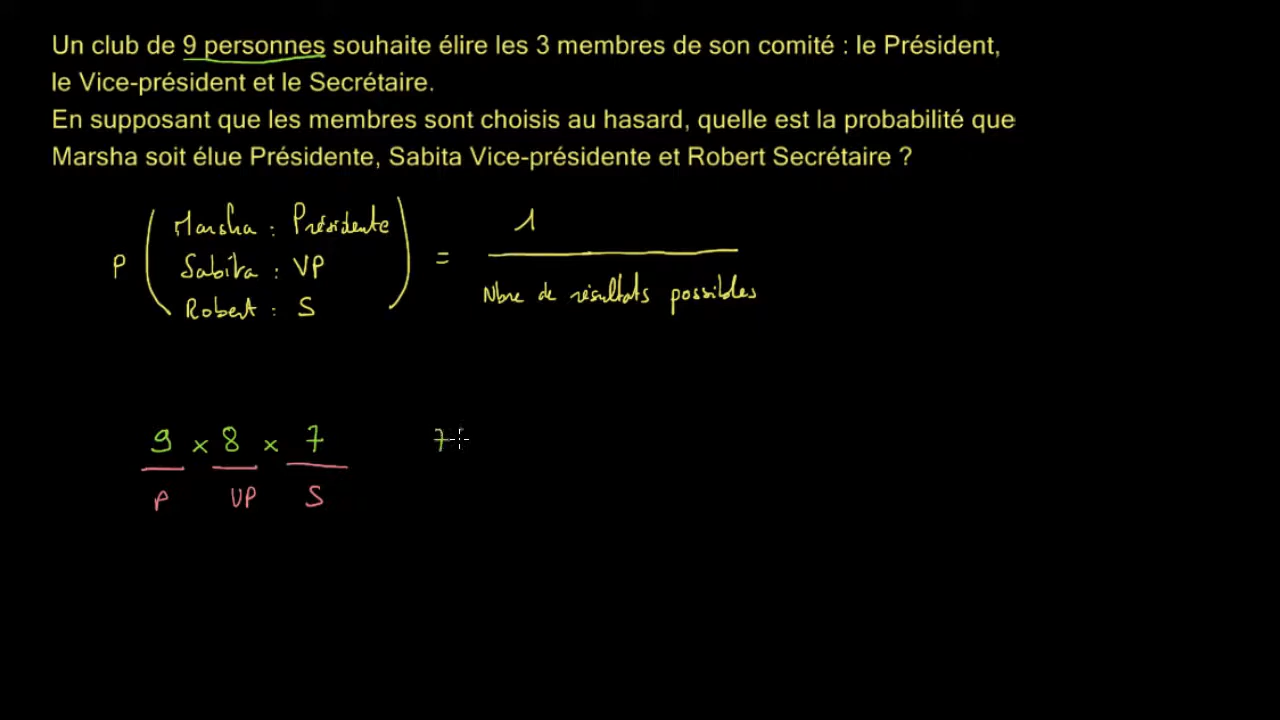 Un club de 9 personnes souhaite élire les 3 membres de son comité : le Président,
le Vice-président et le Secrétaire.
En supposant que les membres sont choisis au hasard, quelle est la probabilité que
Marsha soit élue Présidente, Sabita Vice-présidente et Robert Secrétaire ?
P ( Marsha : Présidente
Sabita : VP
Robert : S ) = 1
Nbre de résultats possibles
9 x 8 x 7 7
P VP S